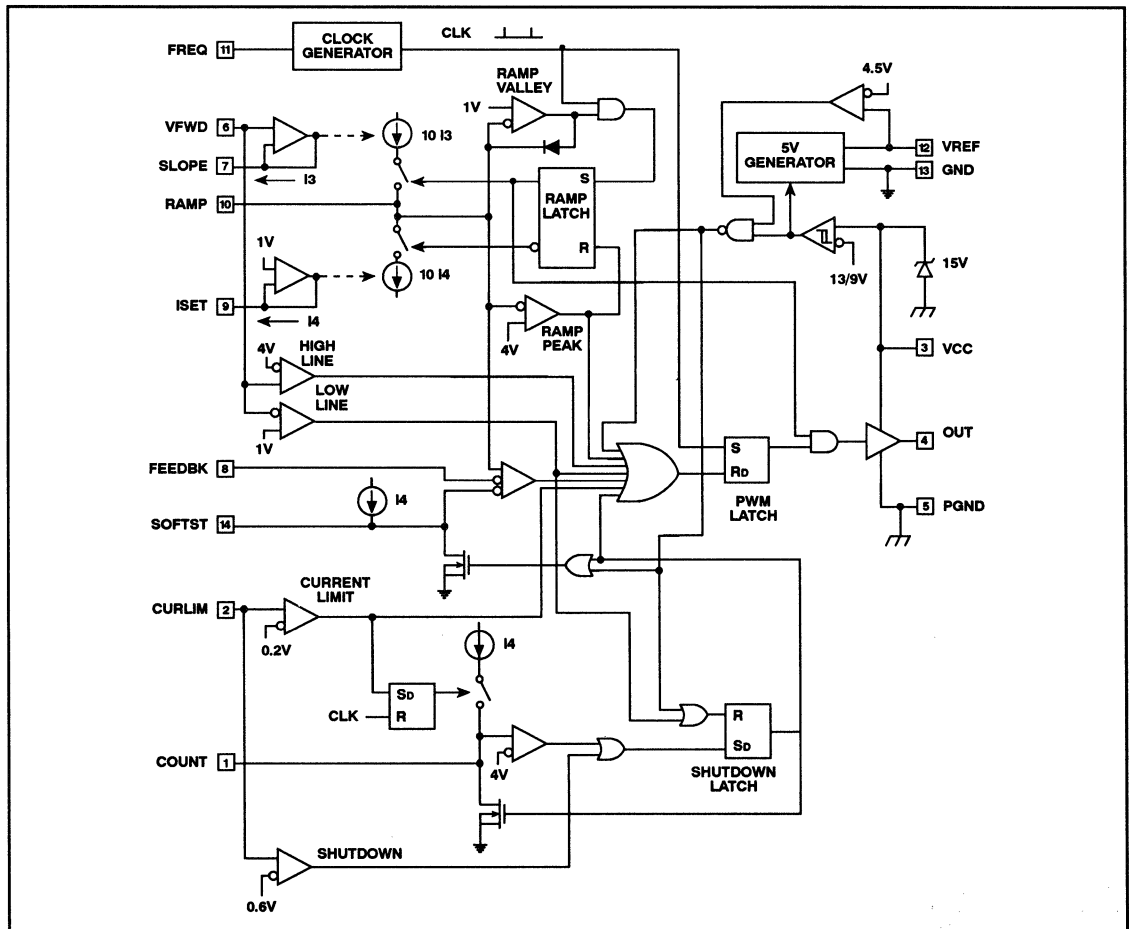 CLK
FREQ 11
CLOCK
GENERATOR
RAMP
VALLEY
4.5V
1V
VFWD 6
10 I3
5V
GENERATOR
12 VREF
SLOPE 7
I3
13 GND
S
RAMP
LATCH
R
RAMP 10
1V
15V
13/9V
10 I4
ISET 9
I4
4V
RAMP
PEAK
HIGH
LINE
4V
3 VCC
LOW
LINE
1V
4 OUT
S
RD
FEEDBK 8
PWM
LATCH
I4
5 PGND
SOFTST 14
CURRENT
LIMIT
CURLIM 2
0.2V
I4
SD
R
CLK
R
SD
4V
COUNT 1
SHUTDOWN
LATCH
SHUTDOWN
0.6V